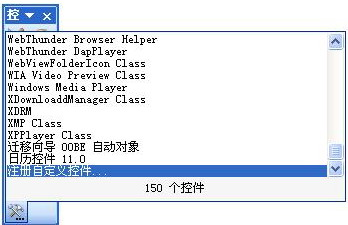 控
WebThunder Browser Helper
WebThunder DapPlayer
WebViewFolderIcon Class
WIA Video Preview Class
Windows Media Player
XDownloaddManager Class
XDRM
XMP Class
XPPlayer Class
迁移向导 OOBE 自动对象
日历控件 11.0
注册自定义控件...
150 个控件